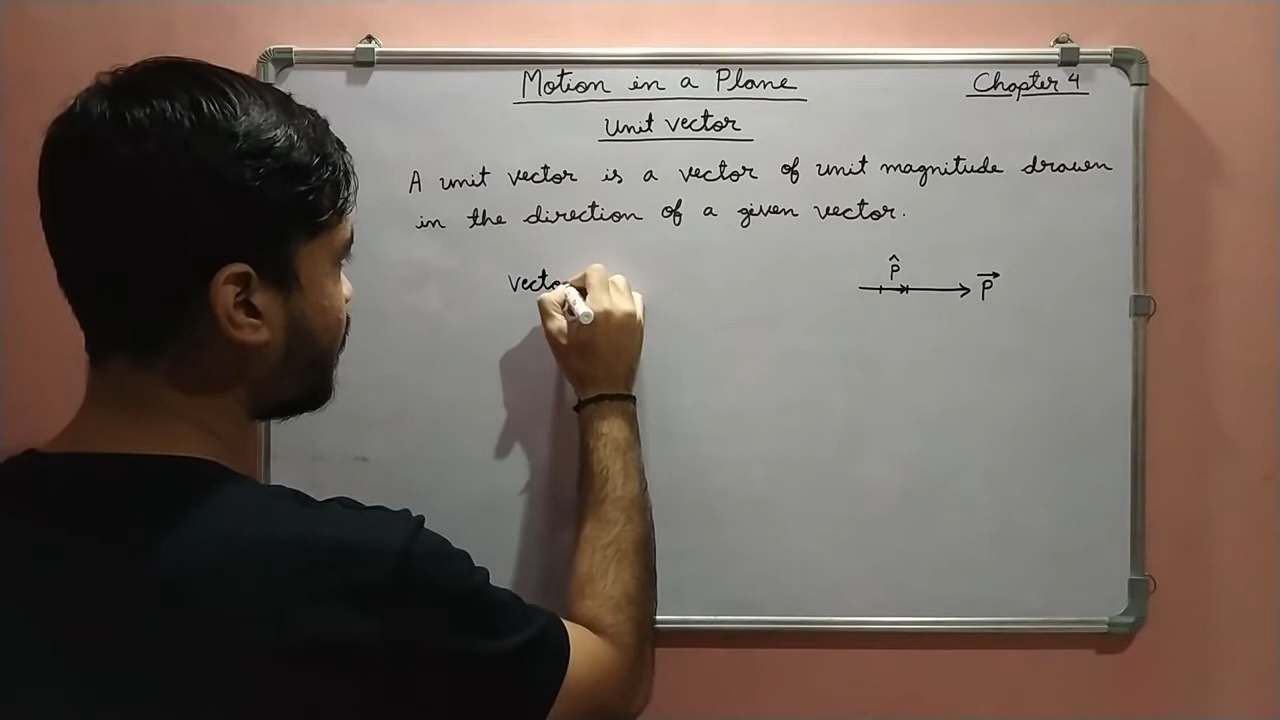 Motion in a Plane
Chapter 4
Unit vector
A unit vector is a vector of unit magnitude drawn
in the direction of a given vector.
P̂
P⃗